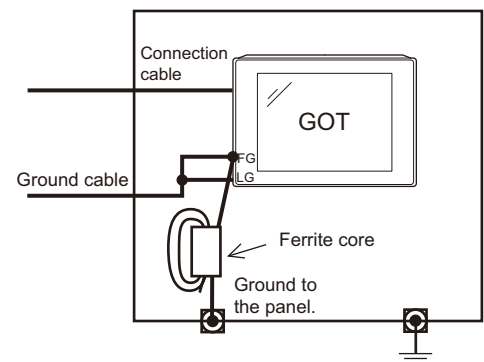 Connection
cable
GOT
FG
LG
Ground cable
Ferrite core
Ground to
the panel.